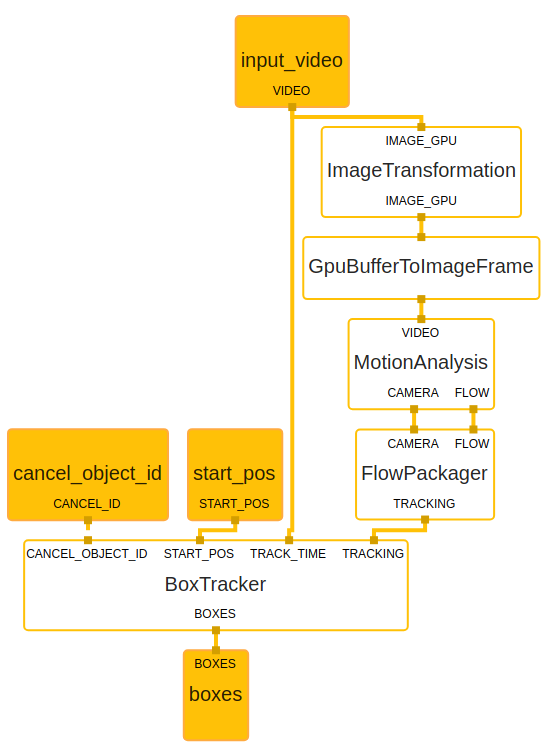 input_video
VIDEO
IMAGE_GPU
ImageTransformation
IMAGE_GPU
GpuBufferToImageFrame
VIDEO
MotionAnalysis
CAMERA FLOW
CAMERA FLOW
FlowPackager
TRACKING
cancel_object_id
CANCEL_ID
start_pos
START_POS
CANCEL_OBJECT_ID START_POS TRACK_TIME TRACKING
BoxTracker
BOXES
BOXES
boxes